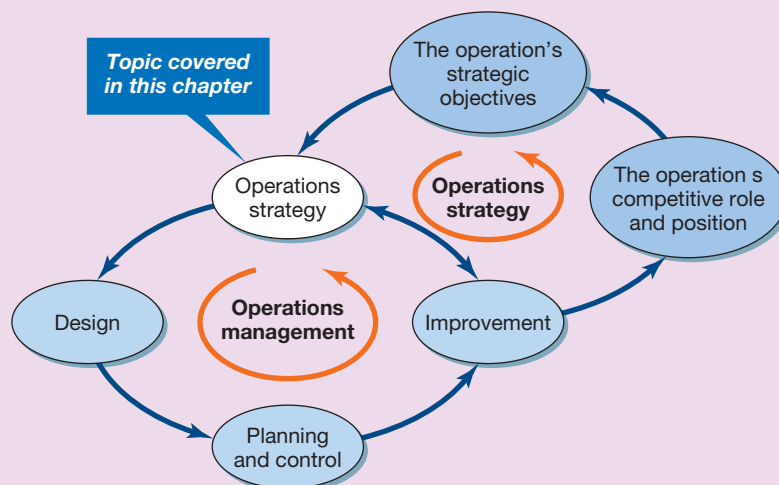 Topic covered
in this chapter
The operation's
strategic
objectives
Operations
strategy
Operations
strategy
The operation s
competitive role
and position
Design
Operations
management
Improvement
Planning
and control